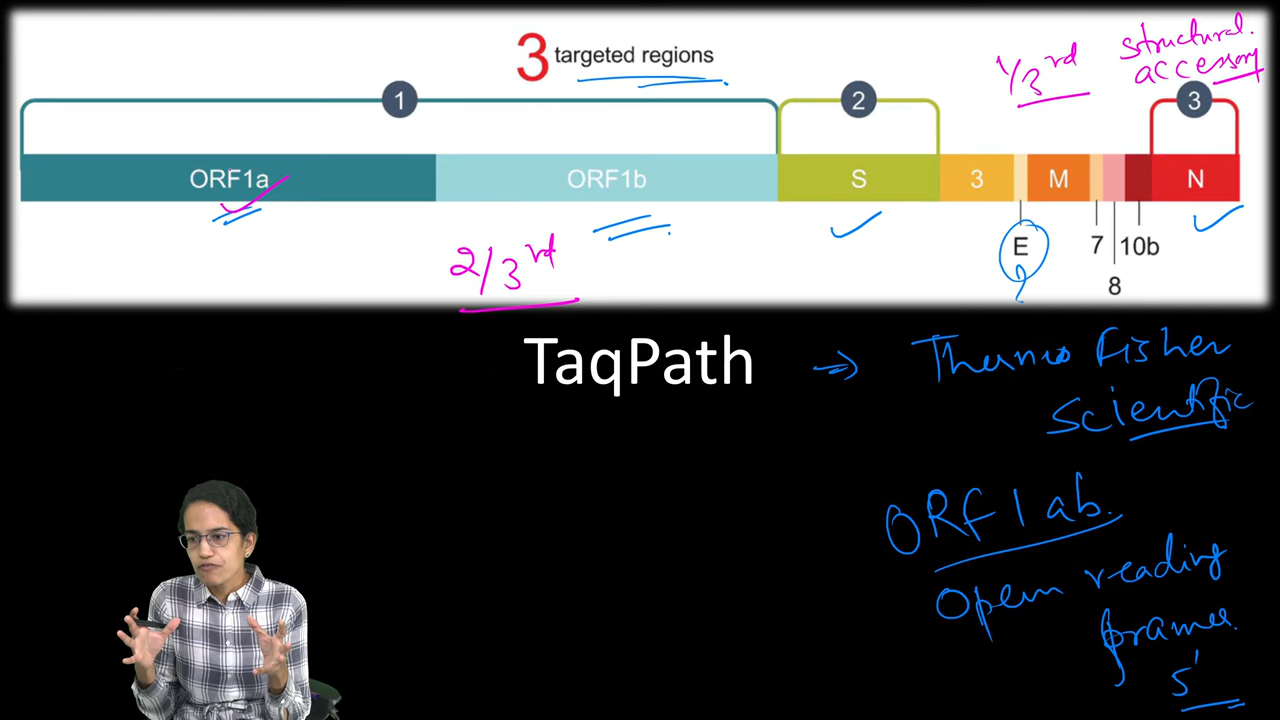 3 targeted regions
1/3rd
structural.
accessory
1
2
3
ORF1a
ORF1b
S
3
M
N
E
7
10b
8
2/3rd
TaqPath
⇒ Thermo Fisher
Scientific
ORF1ab.
Open reading
frames.
5'